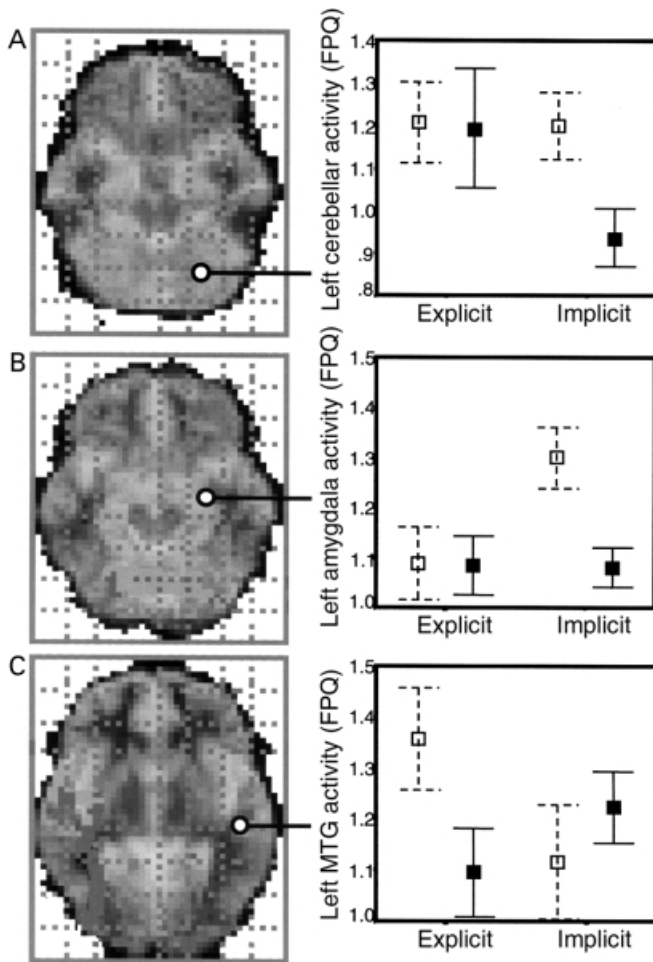 A
Left cerebellar activity (FPQ)
1.4
1.3
1.2
1.1
1.0
.9
.8
Explicit Implicit
B
Left amygdala activity (FPQ)
1.5
1.4
1.3
1.2
1.1
1.0
Explicit Implicit
C
Left MTG activity (FPQ)
1.5
1.4
1.3
1.2
1.1
1.0
Explicit Implicit